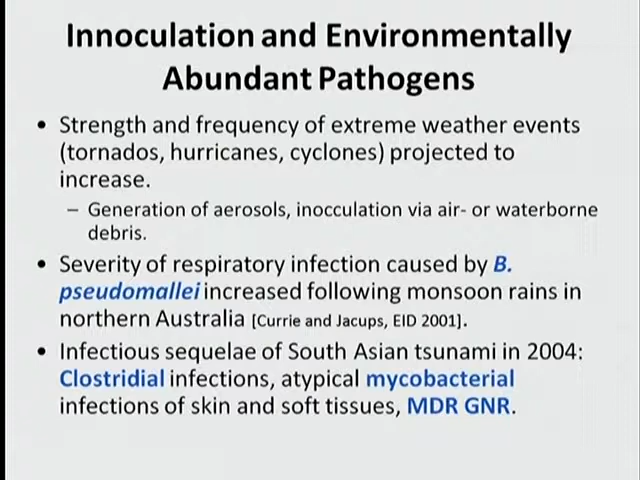 Innoculation and Environmentally
Abundant Pathogens
• Strength and frequency of extreme weather events
(tornados, hurricanes, cyclones) projected to
increase.
– Generation of aerosols, inocculation via air- or waterborne
debris.
• Severity of respiratory infection caused by B.
pseudomallei increased following monsoon rains in
northern Australia [Currie and Jacups, EID 2001].
• Infectious sequelae of South Asian tsunami in 2004:
Clostridial infections, atypical mycobacterial
infections of skin and soft tissues, MDR GNR.